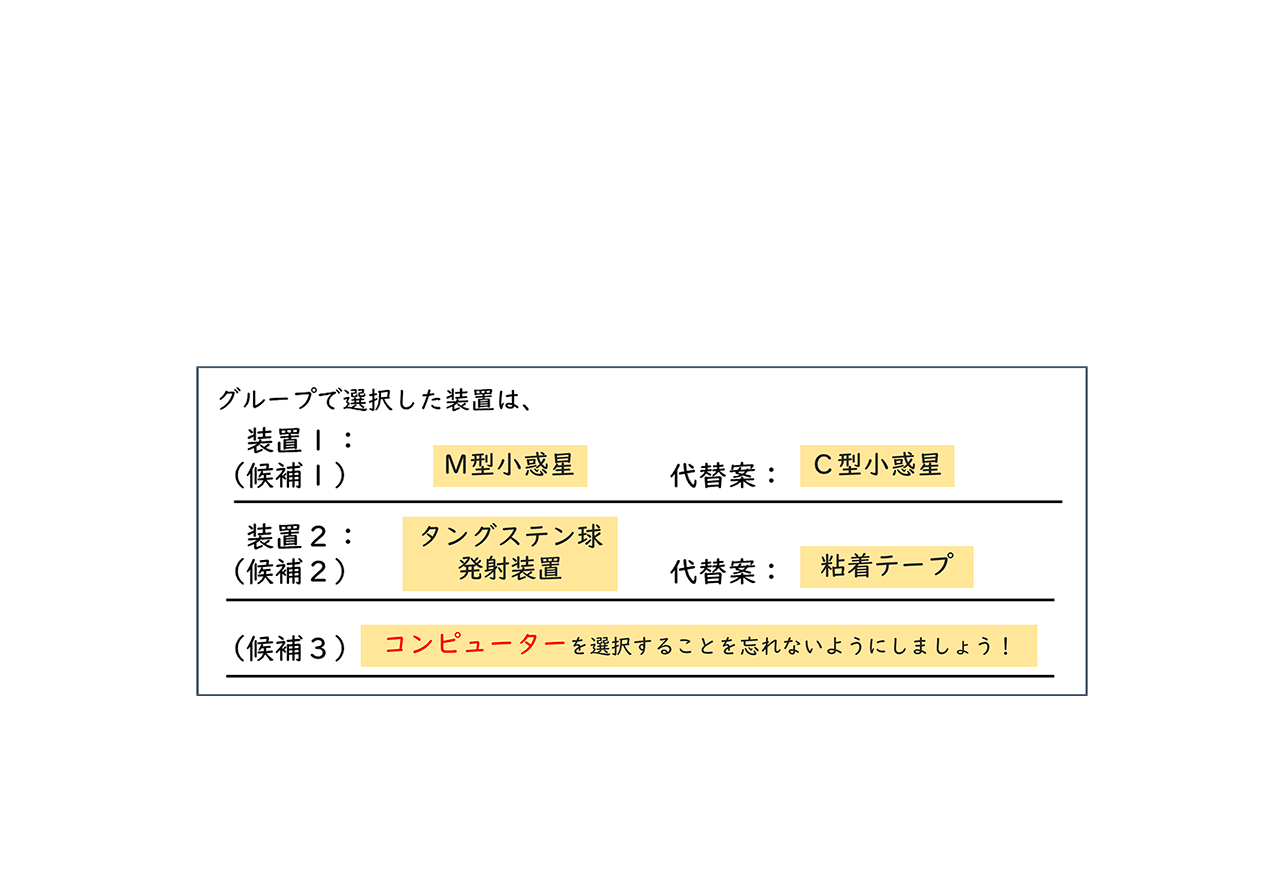 グループで選択した装置は、
装置１：
（候補１） M型小惑星 代替案： C型小惑星
装置２： タングステン球
発射装置
（候補２） 代替案： 粘着テープ
（候補３） コンピューターを選択することを忘れないようにしましょう！